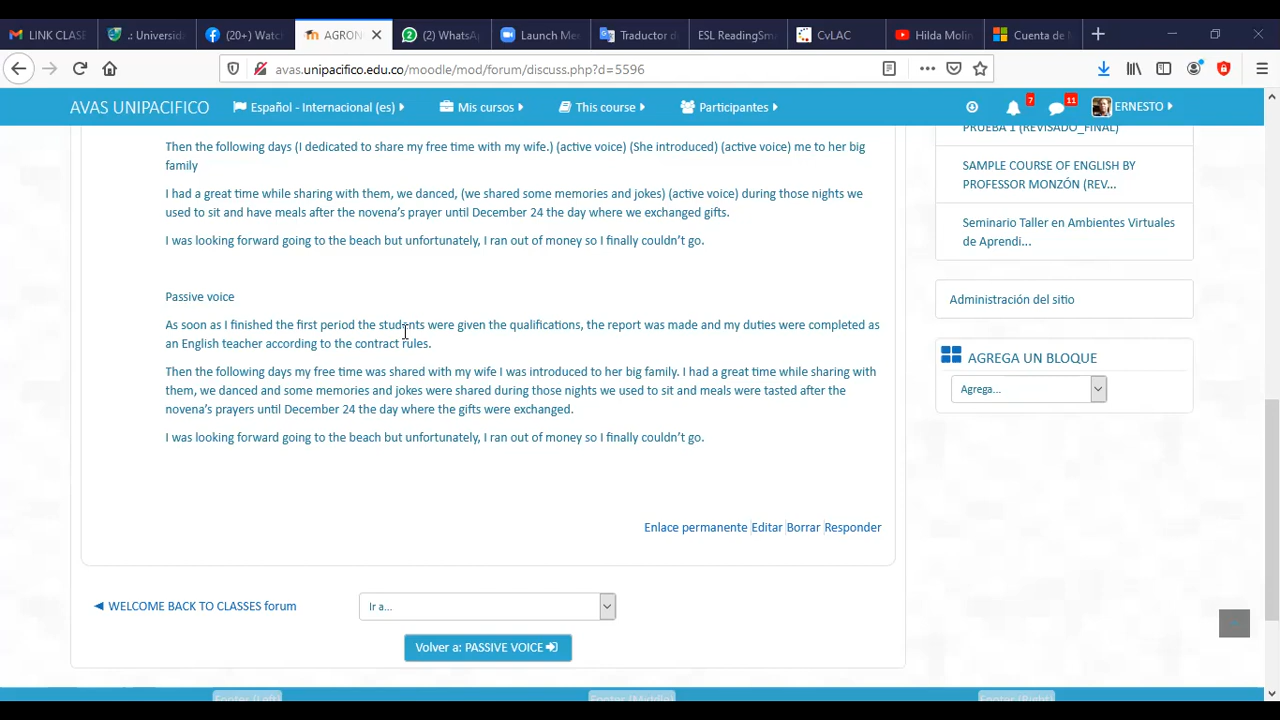 LINK CLASE
.: Universida
(20+) Watc
AGRON
(2) WhatsAp
Launch Me
Traductor d
ESL ReadingSma
CvLAC
Hilda Molin
Cuenta de M
avas.unipacifico.edu.co/moodle/mod/forum/discuss.php?d=5596
AVAS UNIPACIFICO
Español - Internacional (es)
Mis cursos
This course
Participantes
7
11
ERNESTO
Then the following days (I dedicated to share my free time with my wife.) (active voice) (She introduced) (active voice) me to her big
family
I had a great time while sharing with them, we danced, (we shared some memories and jokes) (active voice) during those nights we
used to sit and have meals after the novena's prayer until December 24 the day where we exchanged gifts.
I was looking forward going to the beach but unfortunately, I ran out of money so I finally couldn't go.
Passive voice
As soon as I finished the first period the students were given the qualifications, the report was made and my duties were completed as
an English teacher according to the contract rules.
Then the following days my free time was shared with my wife I was introduced to her big family. I had a great time while sharing with
them, we danced and some memories and jokes were shared during those nights we used to sit and meals were tasted after the
novena's prayers until December 24 the day where the gifts were exchanged.
I was looking forward going to the beach but unfortunately, I ran out of money so I finally couldn't go.
Enlace permanente
Editar
Borrar
Responder
WELCOME BACK TO CLASSES forum
Ir a...
Volver a: PASSIVE VOICE
PRUEBA 1 (REVISADO_FINAL)
SAMPLE COURSE OF ENGLISH BY
PROFESSOR MONZÓN (REV...
Seminario Taller en Ambientes Virtuales
de Aprendi...
Administración del sitio
AGREGA UN BLOQUE
Agrega...
Footer (Left)
Footer (Middle)
Footer (Right)